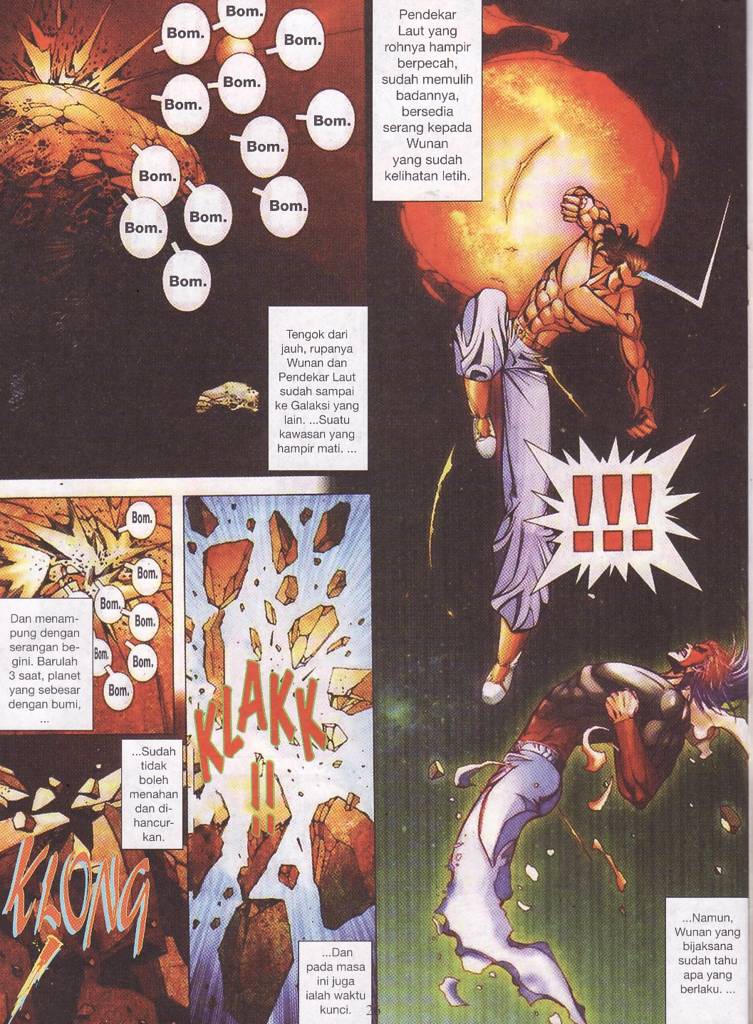 Bom.
Bom.
Bom.
Bom.
Bom.
Bom.
Bom.
Bom.
Bom.
Bom.
Bom.
Bom.
Tengok dari
jauh, rupanya
Wunan dan
Pendekar Laut
sudah sampai
ke Galaksi yang
lain. ...Suatu
kawasan yang
hampir mati. ...
Bom.
Bom.
Bom.
Bom.
Bom.
Bom.
Bom.
Dan menam-
pung dengan
serangan be-
gini. Barulah
3 saat, planet
yang sebesar
dengan bumi,
...
...Sudah
tidak
boleh
menahan
dan di-
hancur-
kan.
KLONG
KLAKK
!!
...Dan
pada masa
ini juga
ialah waktu
kunci.
Pendekar
Laut yang
rohnya hampir
berpecah,
sudah memulih
badannya,
bersedia
serang kepada
Wunan
yang sudah
kelihatan letih.
!!!
...Namun,
Wunan yang
bijaksana
sudah tahu
apa yang
berlaku. ...